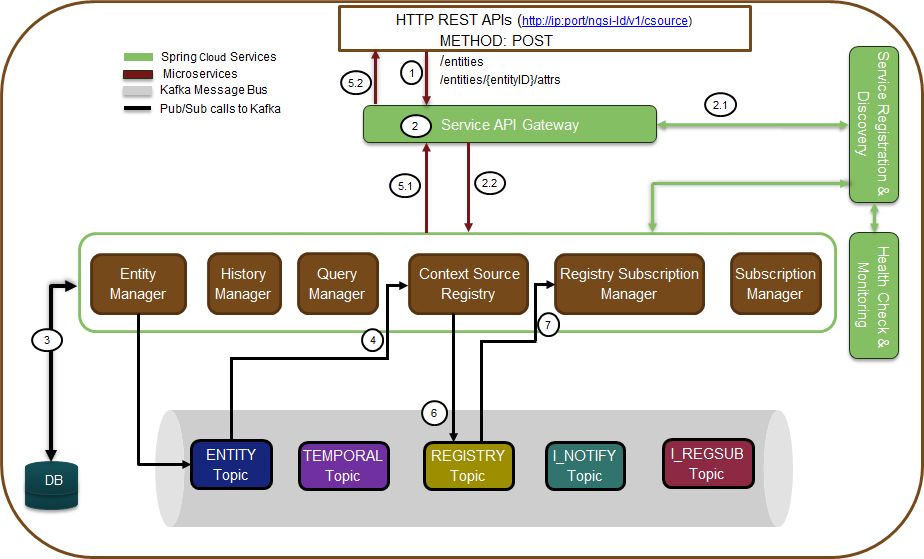 HTTP REST APIs (http://ip:port/ngsi-ld/v1/csource)
METHOD: POST
Spring Cloud Services
Microservices
Kafka Message Bus
Pub/Sub calls to Kafka
5.2
1
/entities
/entities/{entityID}/attrs
2
Service API Gateway
2.1
Service Registration &
Discovery
5.1
2.2
Health Check &
Monitoring
Entity
Manager
History
Manager
Query
Manager
Context Source
Registry
Registry Subscription
Manager
Subscription
Manager
3
4
7
6
DB
ENTITY
Topic
TEMPORAL
Topic
REGISTRY
Topic
I_NOTIFY
Topic
I_REGSUB
Topic